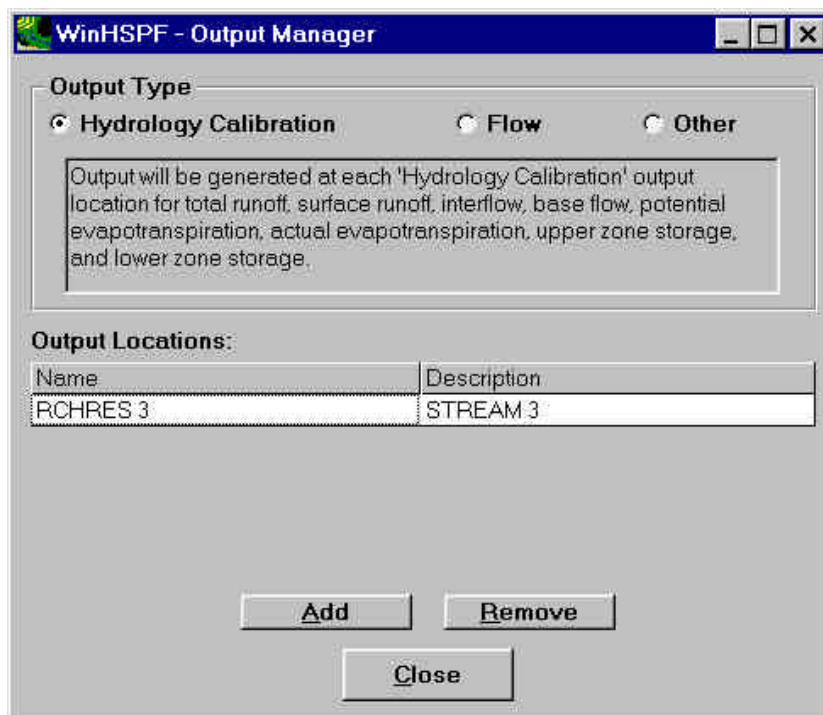 WinHSPF - Output Manager
Output Type
Hydrology Calibration Flow Other
Output will be generated at each 'Hydrology Calibration' output
location for total runoff, surface runoff, interflow, base flow, potential
evapotranspiration, actual evapotranspiration, upper zone storage,
and lower zone storage.
Output Locations:
Name Description
RCHRES 3 STREAM 3
Add Remove
Close